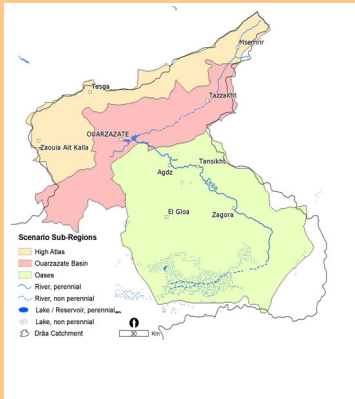 Msemrir
Tasga
Tazzakht
OUARZAZATE
Zaouia Ait Kalla
Tansikht
Agdz
El Gloa
Zagora
Scenario Sub-Regions
High Atlas
Ouarzazate Basin
Oases
River, perennial
River, non perennial
Lake / Reservoir, perennial
Lake, non perennial
Drâa Catchment
30 Km